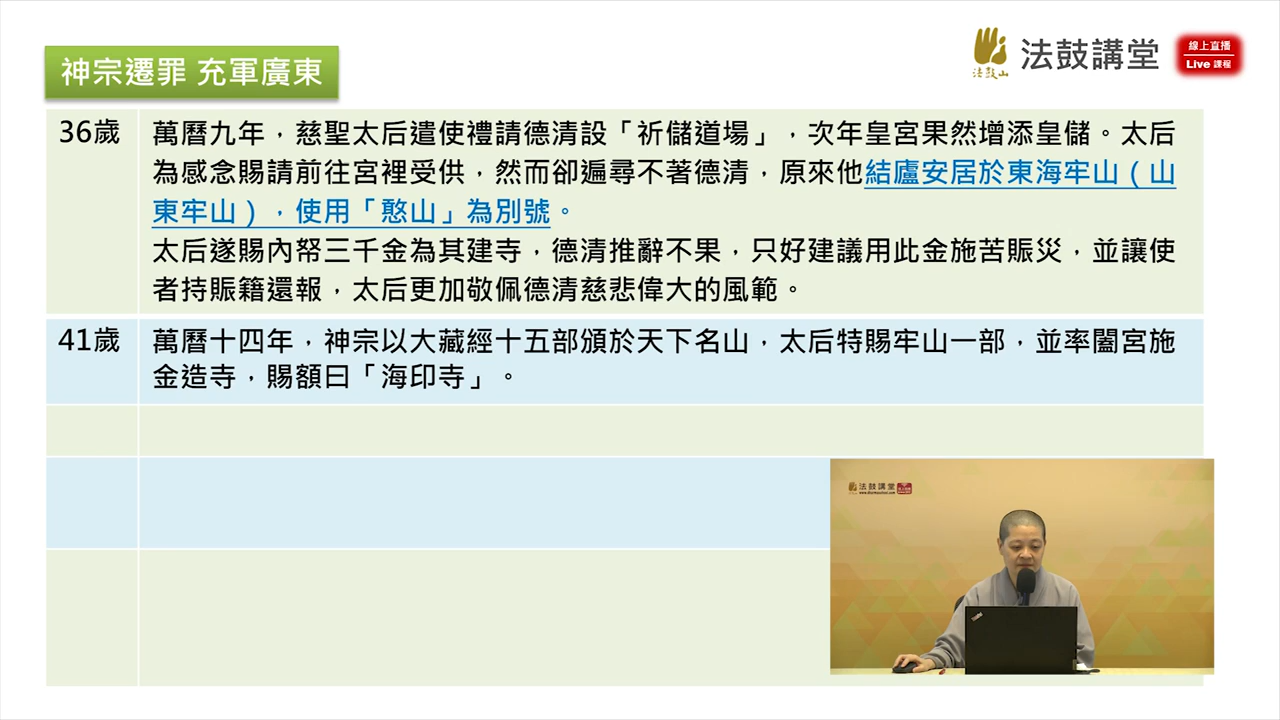 神宗遷罪 充軍廣東
法鼓山
法鼓講堂
線上直播
Live 課程
36歲
萬曆九年，慈聖太后遣使禮請德清設「祈儲道場」，次年皇宮果然增添皇儲。太后
為感念賜請前往宮裡受供，然而卻遍尋不著德清，原來他結廬安居於東海牢山（山
東牢山），使用「憨山」為別號。
太后遂賜內帑三千金為其建寺，德清推辭不果，只好建議用此金施苦賑災，並讓使
者持賑籍還報，太后更加敬佩德清慈悲偉大的風範。
41歲
萬曆十四年，神宗以大藏經十五部頒於天下名山，太后特賜牢山一部，並率闔宮施
金造寺，賜額曰「海印寺」。
法鼓講堂